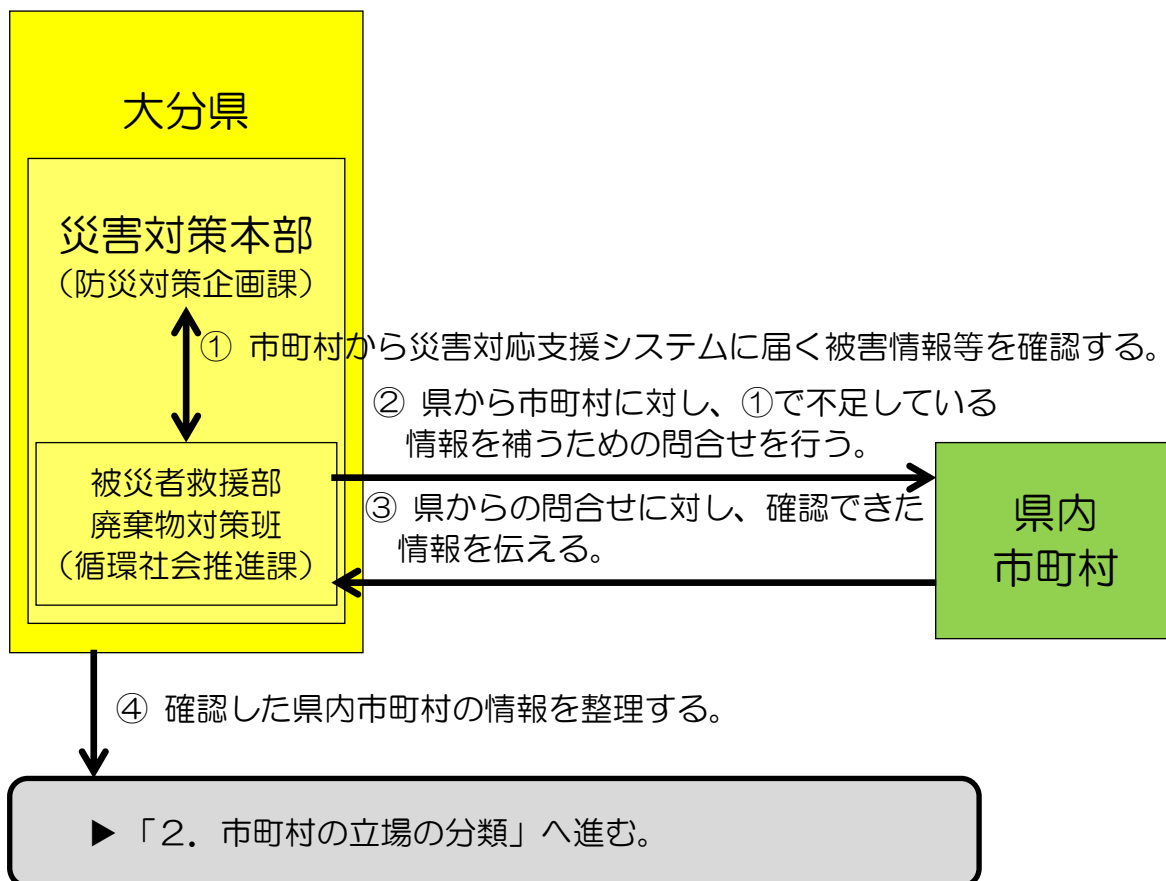 大分県
災害対策本部
（防災対策企画課）
① 市町村から災害対応支援システムに届く被害情報等を確認する。
② 県から市町村に対し、①で不足している
情報を補うための問合せを行う。
被災者救援部
廃棄物対策班
（循環社会推進課）
③ 県からの問合せに対し、確認できた
情報を伝える。
県内
市町村
④ 確認した県内市町村の情報を整理する。
▶「２．市町村の立場の分類」へ進む。